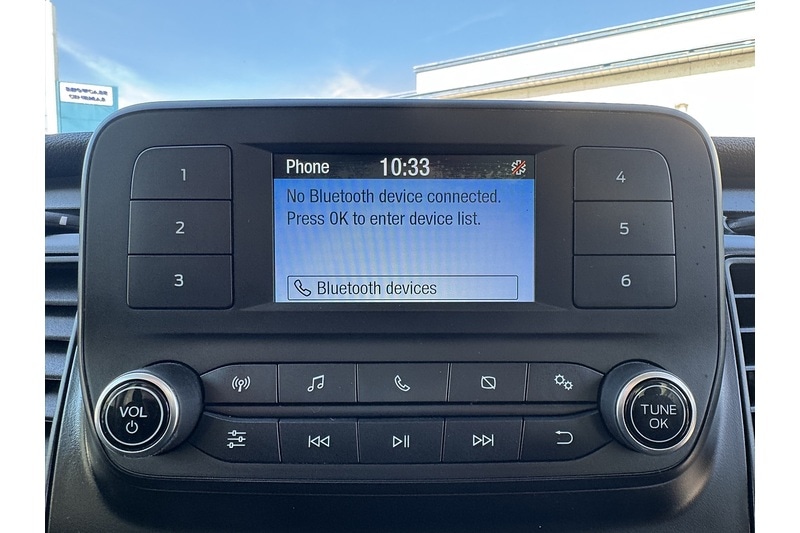 Phone 10:33
No Bluetooth device connected.
Press OK to enter device list.
Bluetooth devices
1
2
3
4
5
6
VOL
TUNE
OK